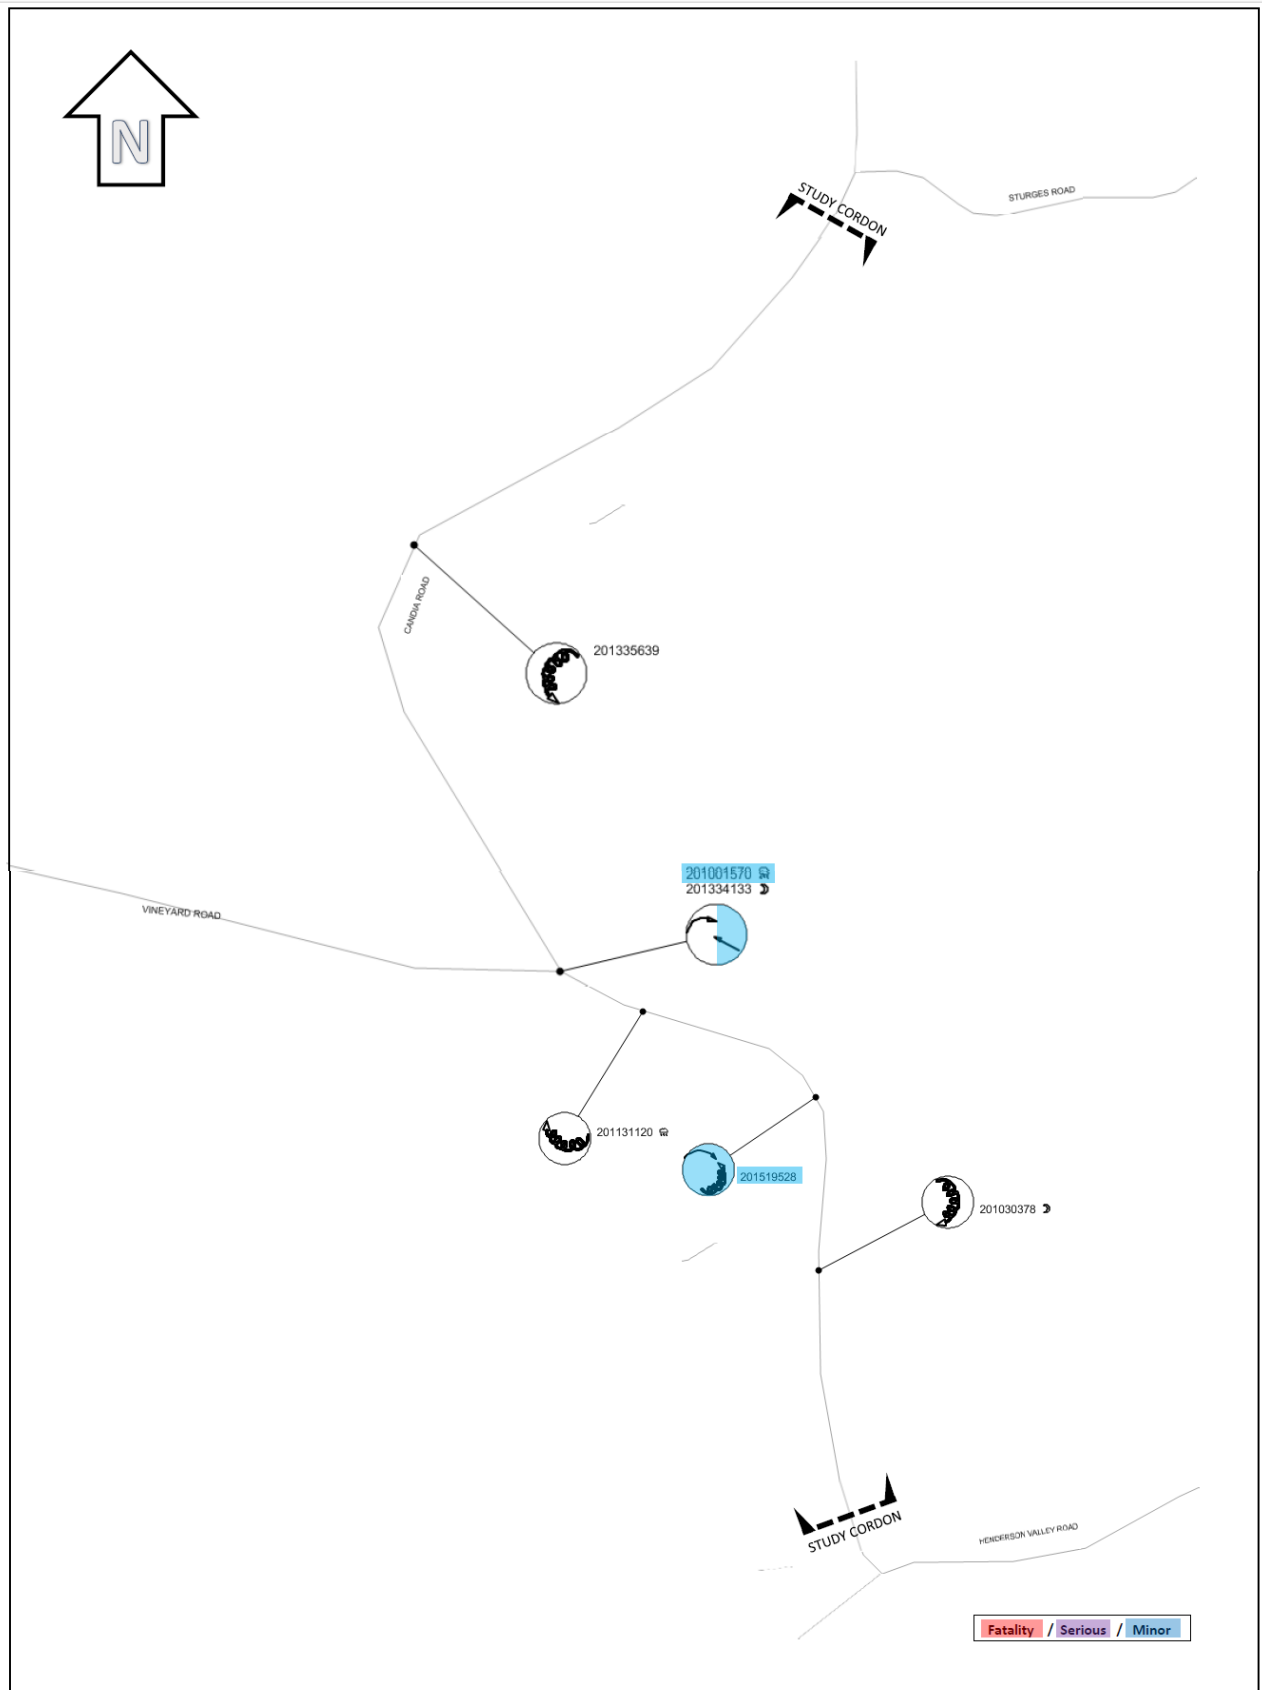 N
STURGES ROAD
STUDY CORDON
CANDIA ROAD
201335639
201001570
201334133
VINEYARD ROAD
201131120
201519528
201030378
STUDY CORDON
HENDERSON VALLEY ROAD
Fatality / Serious / Minor